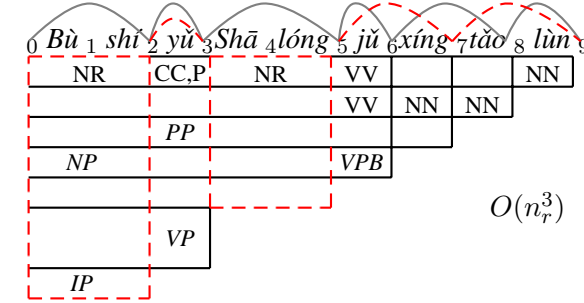 0 Bù 1 shí 2 yǔ 3 Shā 4 lóng 5 jǔ 6 xíng 7 tǎo 8 lùn 9
NR CC,P NR VV NN
VV NN NN
PP
NP VPB
O(n_r^3)
VP
IP